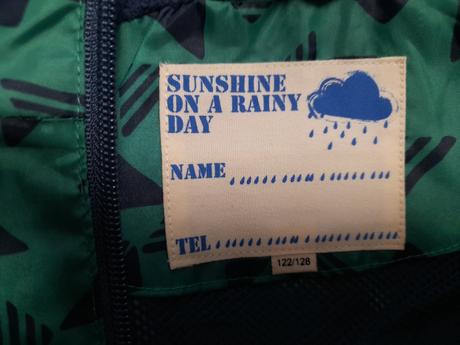 SUNSHINE
ON A RAINY
DAY
NAME
TEL
122/128